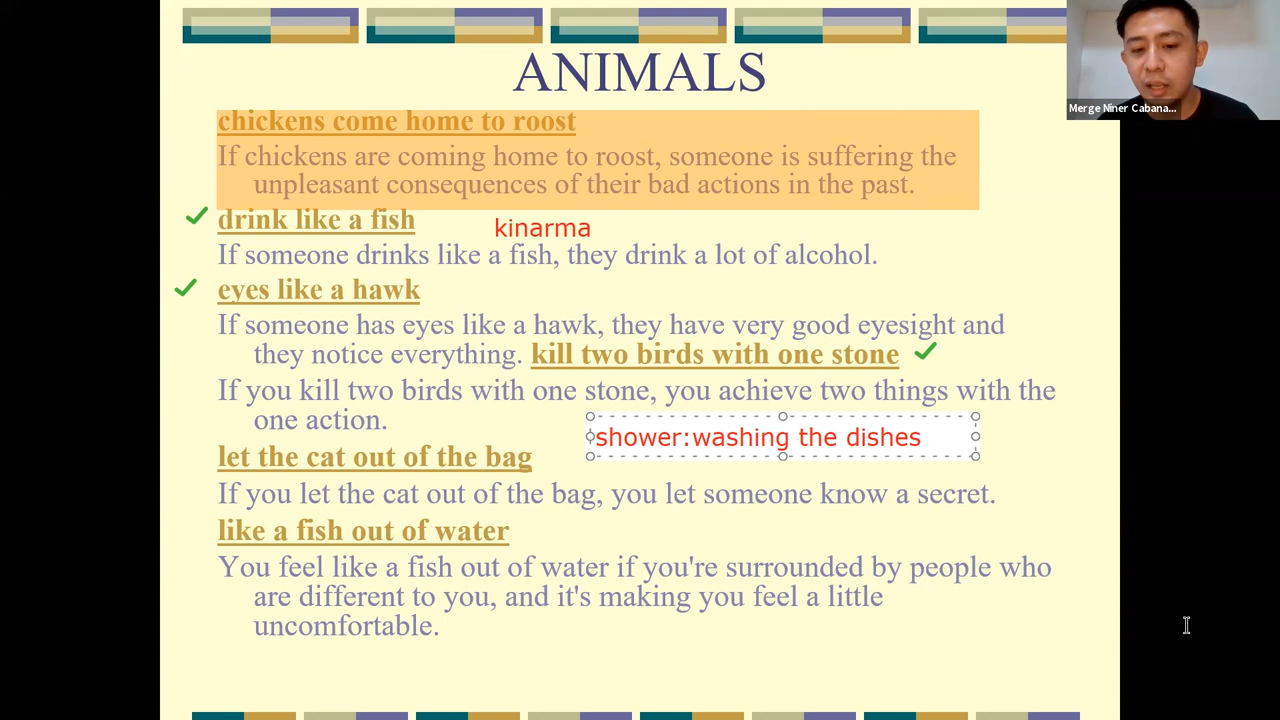 ANIMALS
Merge Niner Cabana...
chickens come home to roost
If chickens are coming home to roost, someone is suffering the
unpleasant consequences of their bad actions in the past.
drink like a fish
kinarma
If someone drinks like a fish, they drink a lot of alcohol.
eyes like a hawk
If someone has eyes like a hawk, they have very good eyesight and
they notice everything. kill two birds with one stone
If you kill two birds with one stone, you achieve two things with the
one action.
shower:washing the dishes
let the cat out of the bag
If you let the cat out of the bag, you let someone know a secret.
like a fish out of water
You feel like a fish out of water if you're surrounded by people who
are different to you, and it's making you feel a little
uncomfortable.